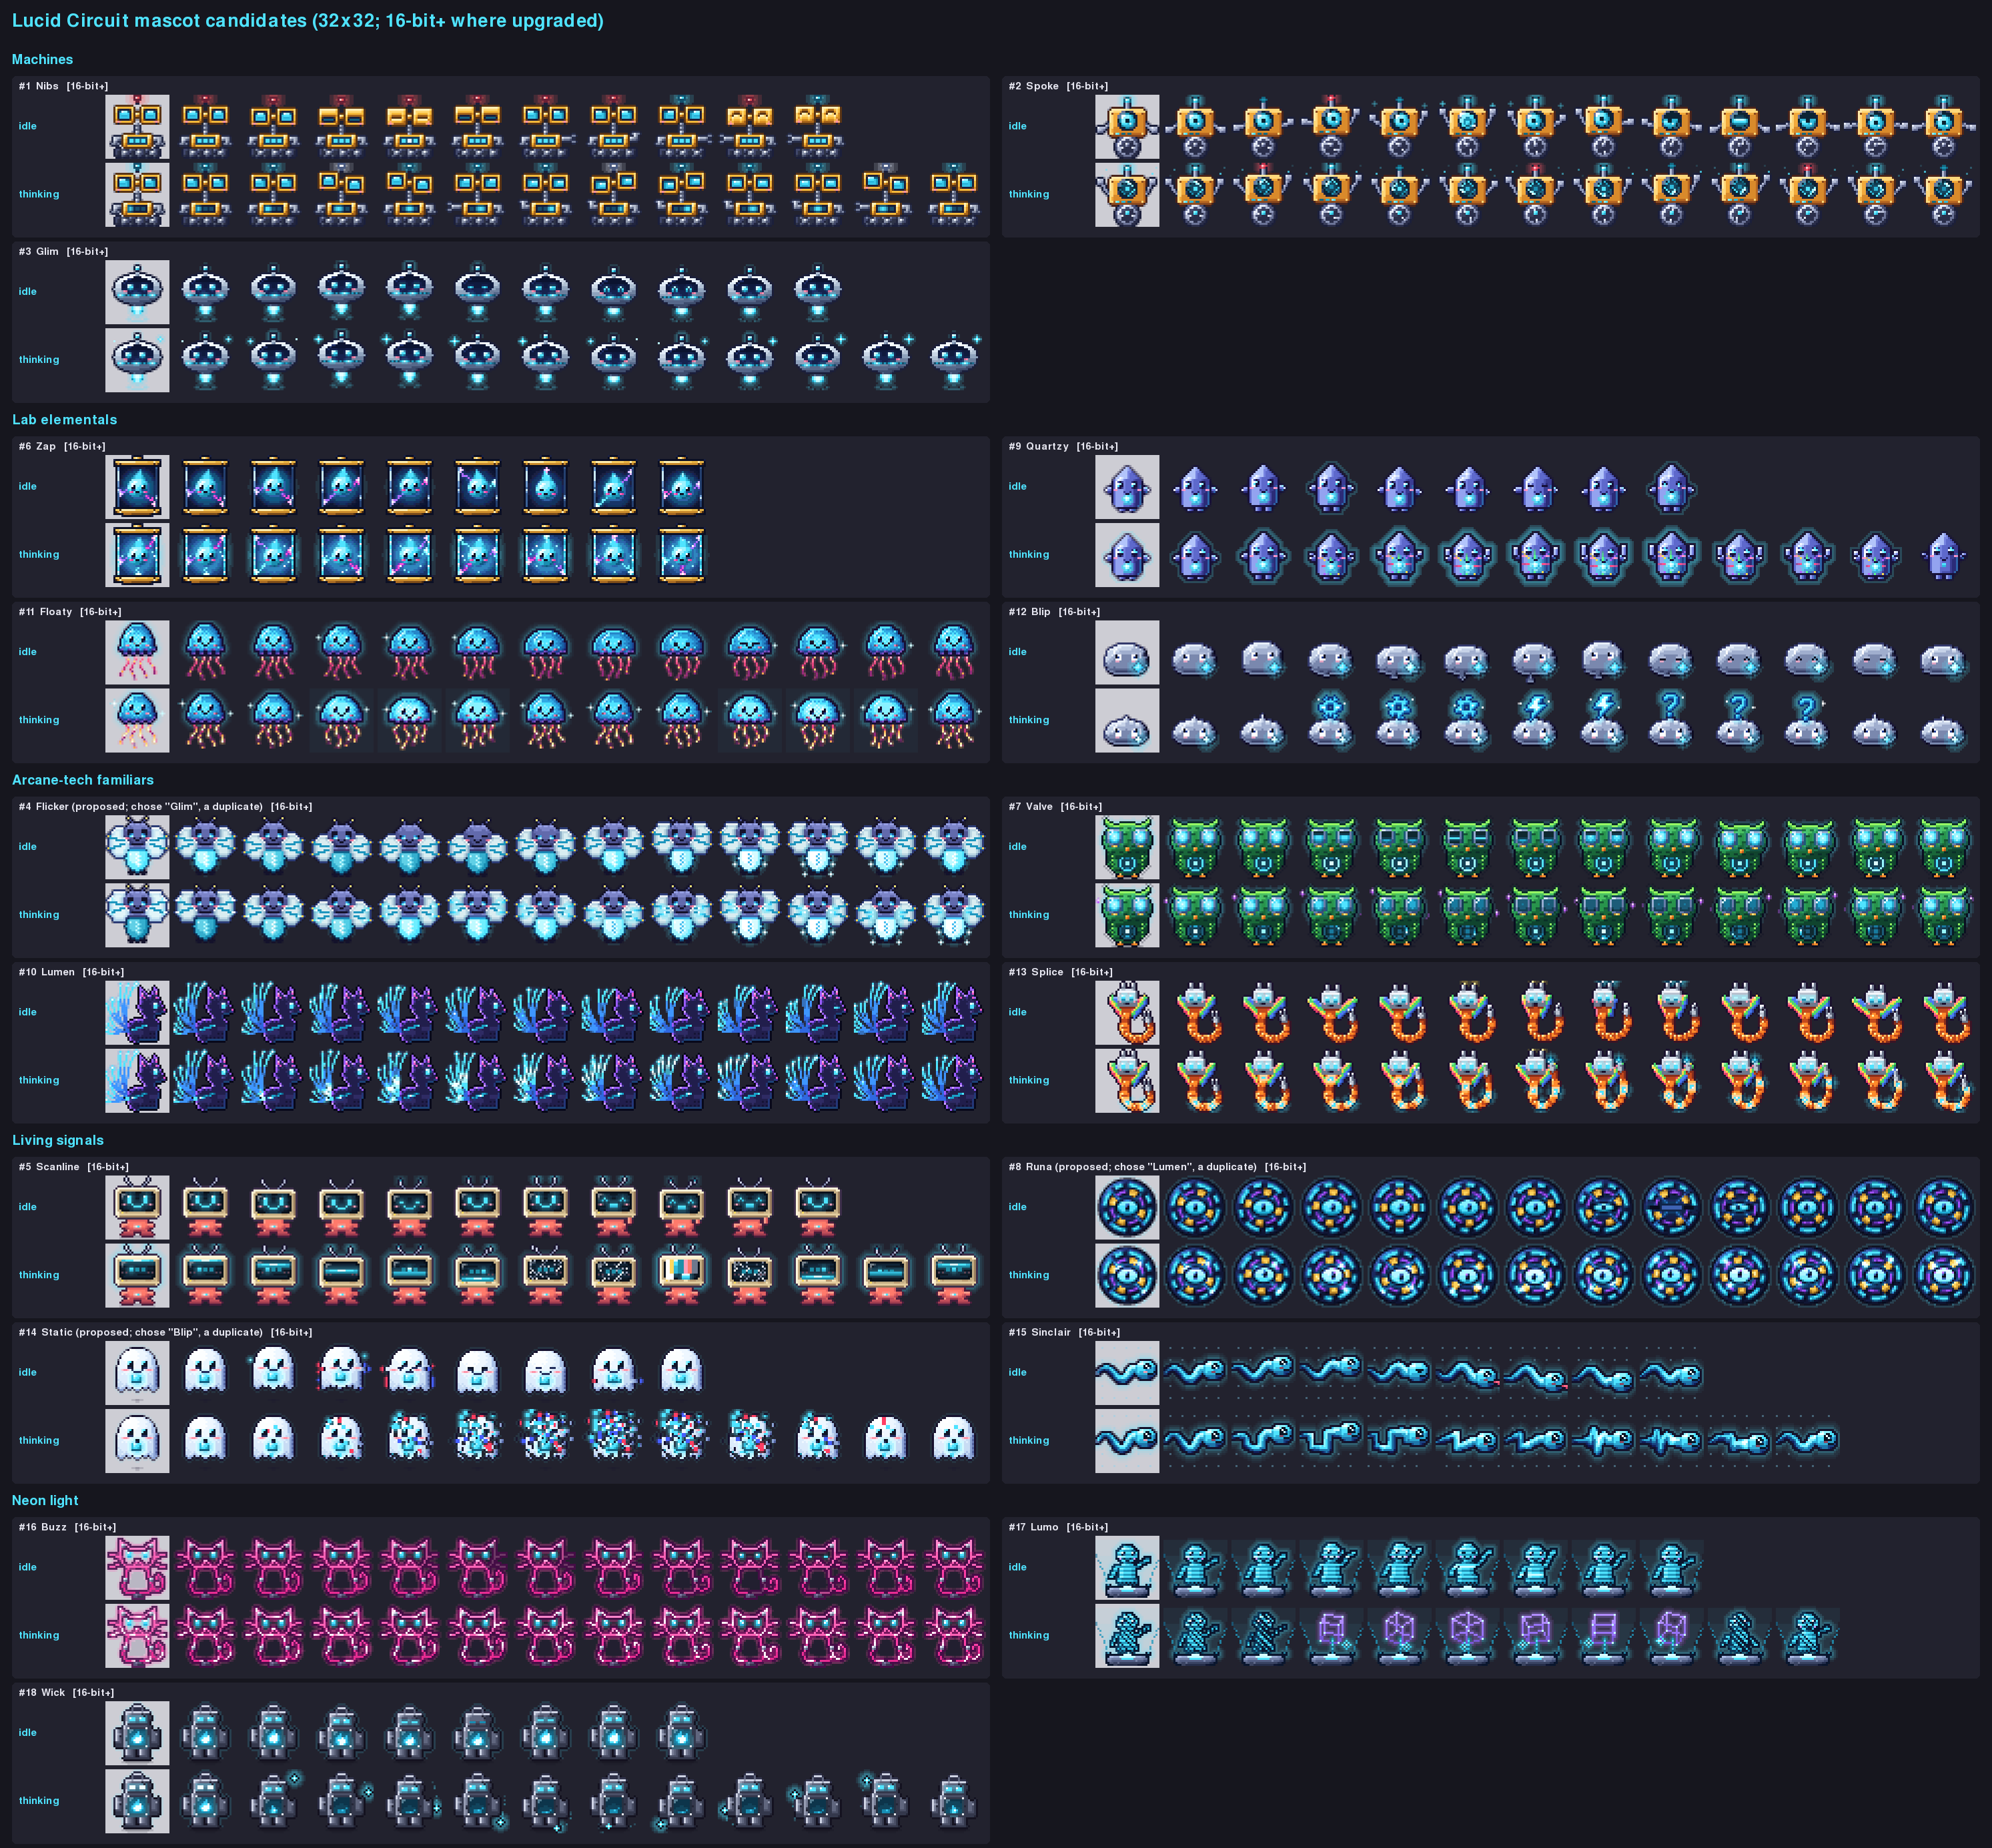 Lucid Circuit mascot candidates (32x32; 16-bit+ where upgraded)
Machines
#1 Nibs [16-bit+]
idle
thinking
#2 Spoke [16-bit+]
idle
thinking
#3 Glim [16-bit+]
idle
thinking
Lab elementals
#6 Zap [16-bit+]
idle
thinking
#9 Quartzy [16-bit+]
idle
thinking
#11 Floaty [16-bit+]
idle
thinking
#12 Blip [16-bit+]
idle
thinking
Arcane-tech familiars
#4 Flicker (proposed; chose "Glim", a duplicate) [16-bit+]
idle
thinking
#7 Valve [16-bit+]
idle
thinking
#10 Lumen [16-bit+]
idle
thinking
#13 Splice [16-bit+]
idle
thinking
Living signals
#5 Scanline [16-bit+]
idle
thinking
#8 Runa (proposed; chose "Lumen", a duplicate) [16-bit+]
idle
thinking
#14 Static (proposed; chose "Blip", a duplicate) [16-bit+]
idle
thinking
#15 Sinclair [16-bit+]
idle
thinking
Neon light
#16 Buzz [16-bit+]
idle
thinking
#17 Lumo [16-bit+]
idle
thinking
#18 Wick [16-bit+]
idle
thinking